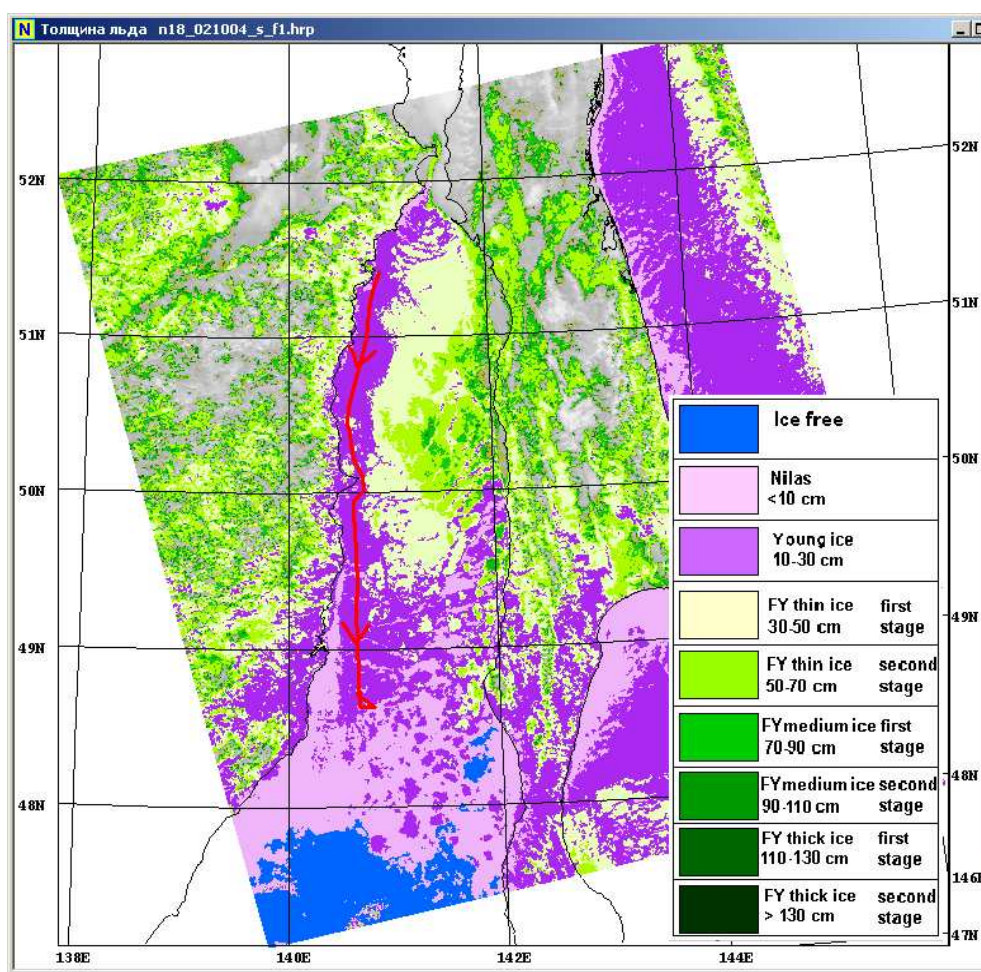 N Толщина льда n18_021004_s_f1.hrp
52N
52N
51N
51N
50N
50N
49N
49N
48N
48N
146E
47N
138E
140E
142E
144E
Ice free
Nilas
<10 cm
Young ice
10-30 cm
FY thin ice first
30-50 cm stage
FY thin ice second
50-70 cm stage
FY medium ice first
70-90 cm stage
FY medium ice second
90-110 cm stage
FY thick ice first
110-130 cm stage
FY thick ice second
> 130 cm stage